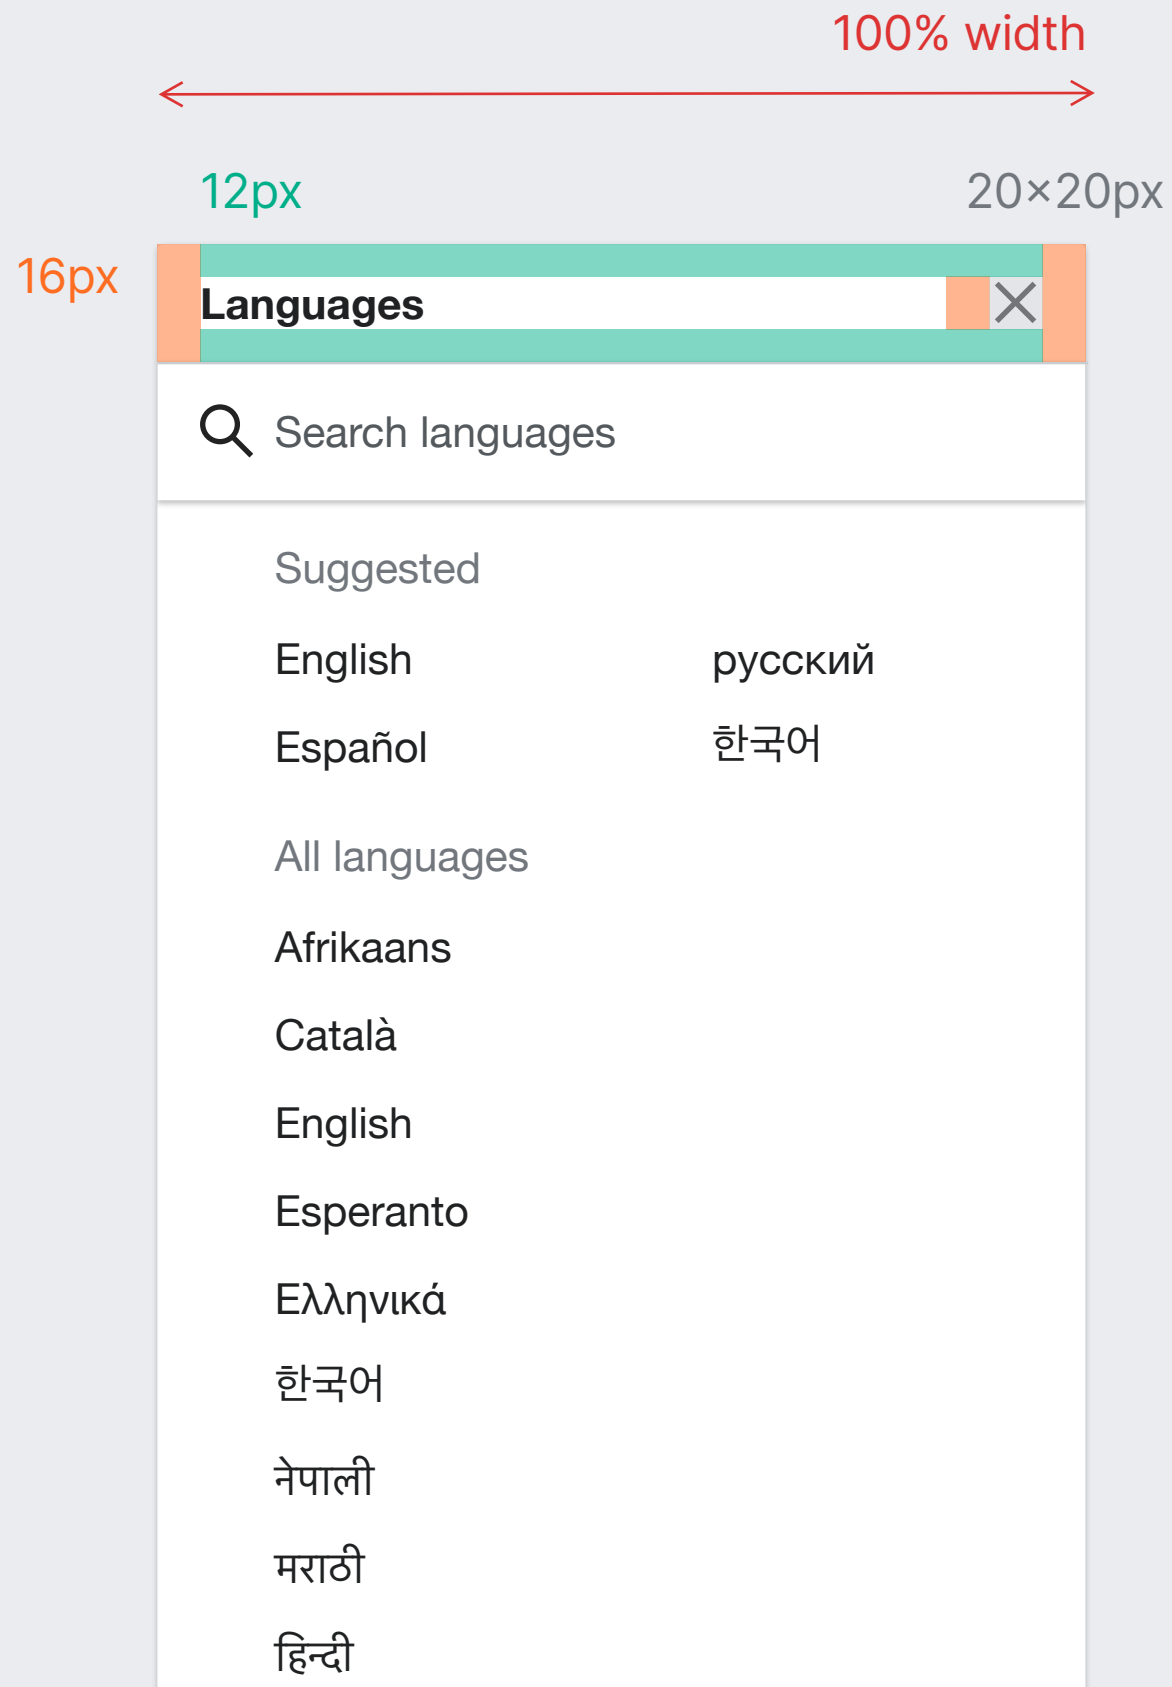 100% width
12px
20×20px
16px
Languages
Search languages
Suggested
English
русский
Español
한국어
All languages
Afrikaans
Català
English
Esperanto
Ελληνικά
한국어
नेपाली
मराठी
हिन्दी